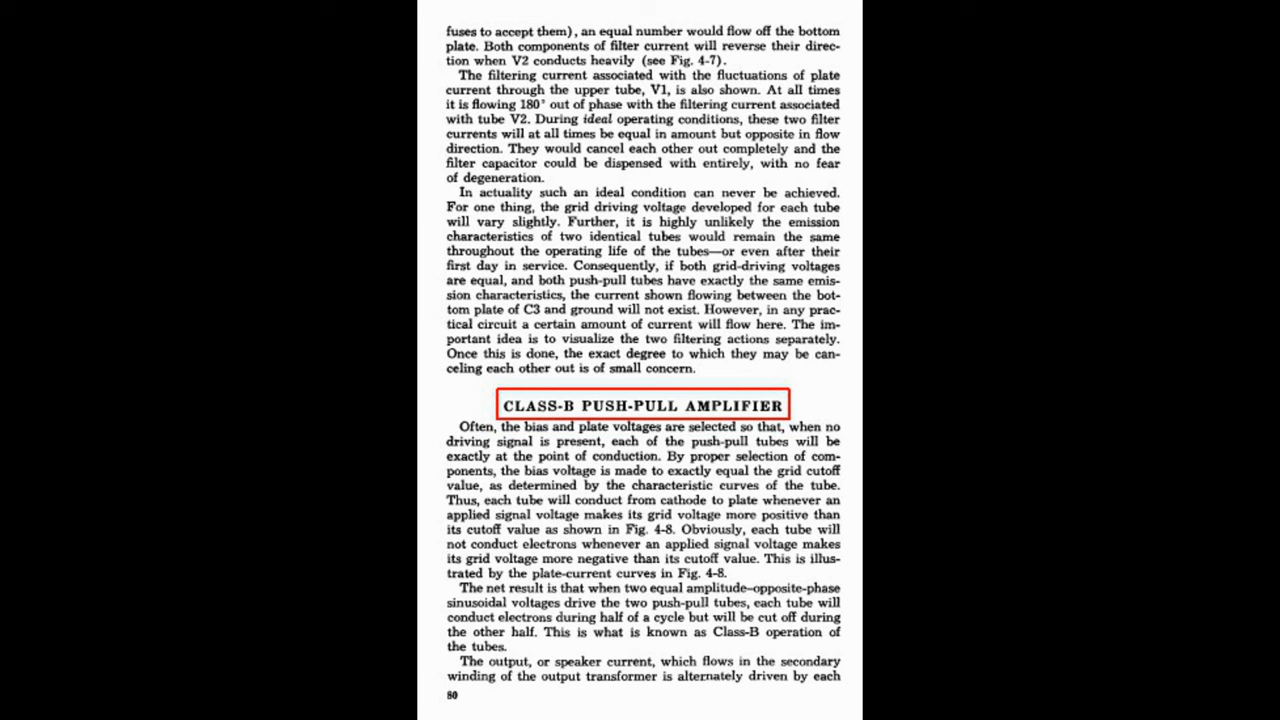 fuses to accept them), an equal number would flow off the bottom
plate. Both components of filter current will reverse their direc-
tion when V2 conducts heavily (see Fig. 4-7).
The filtering current associated with the fluctuations of plate
current through the upper tube, V1, is also shown. At all times
it is flowing 180° out of phase with the filtering current associated
with tube V2. During ideal operating conditions, these two filter
currents will at all times be equal in amount but opposite in flow
direction. They would cancel each other out completely and the
filter capacitor could be dispensed with entirely, with no fear
of degeneration.
In actuality such an ideal condition can never be achieved.
For one thing, the grid driving voltage developed for each tube
will vary slightly. Further, it is highly unlikely the emission
characteristics of two identical tubes would remain the same
throughout the operating life of the tubes—or even after their
first day in service. Consequently, if both grid-driving voltages
are equal, and both push-pull tubes have exactly the same emis-
sion characteristics, the current shown flowing between the bot-
tom plate of C3 and ground will not exist. However, in any prac-
tical circuit a certain amount of current will flow here. The im-
portant idea is to visualize the two filtering actions separately.
Once this is done, the exact degree to which they may be can-
celing each other out is of small concern.
CLASS-B PUSH-PULL AMPLIFIER
Often, the bias and plate voltages are selected so that, when no
driving signal is present, each of the push-pull tubes will be
exactly at the point of conduction. By proper selection of com-
ponents, the bias voltage is made to exactly equal the grid cutoff
value, as determined by the characteristic curves of the tube.
Thus, each tube will conduct from cathode to plate whenever an
applied signal voltage makes its grid voltage more positive than
its cutoff value as shown in Fig. 4-8. Obviously, each tube will
not conduct electrons whenever an applied signal voltage makes
its grid voltage more negative than its cutoff value. This is illus-
trated by the plate-current curves in Fig. 4-8.
The net result is that when two equal amplitude–opposite-phase
sinusoidal voltages drive the two push-pull tubes, each tube will
conduct electrons during half of a cycle but will be cut off during
the other half. This is what is known as Class-B operation of
the tubes.
The output, or speaker current, which flows in the secondary
winding of the output transformer is alternately driven by each
80